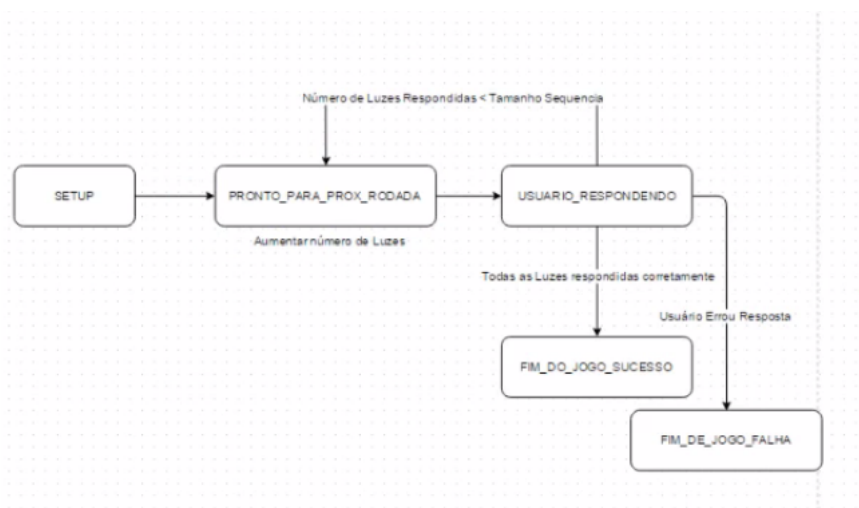 Número de Luzes Respondidas < Tamanho Sequencia
SETUP
PRONTO_PARA_PROX_RODADA
USUARIO_RESPONDENDO
Aumentar número de Luzes
Todas as Luzes respondidas corretamente
Usuário Errou Resposta
FIM_DO_JOGO_SUCESSO
FIM_DE_JOGO_FALHA